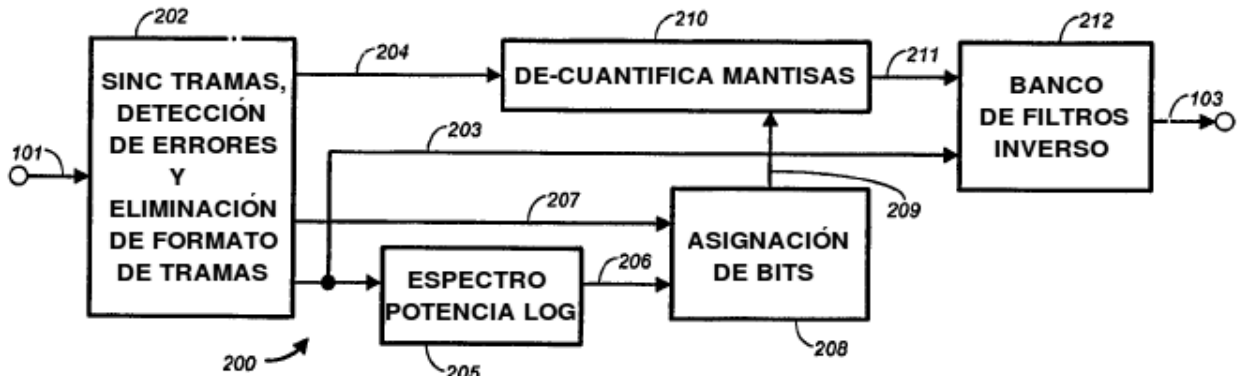 202
SINC TRAMAS,
DETECCIÓN
DE ERRORES
Y
ELIMINACIÓN
DE FORMATO
DE TRAMAS
101
204
210
DE-CUANTIFICA MANTISAS
211
212
BANCO
DE FILTROS
INVERSO
103
203
207
209
ESPECTRO
POTENCIA LOG
205
206
ASIGNACIÓN
DE BITS
208
200